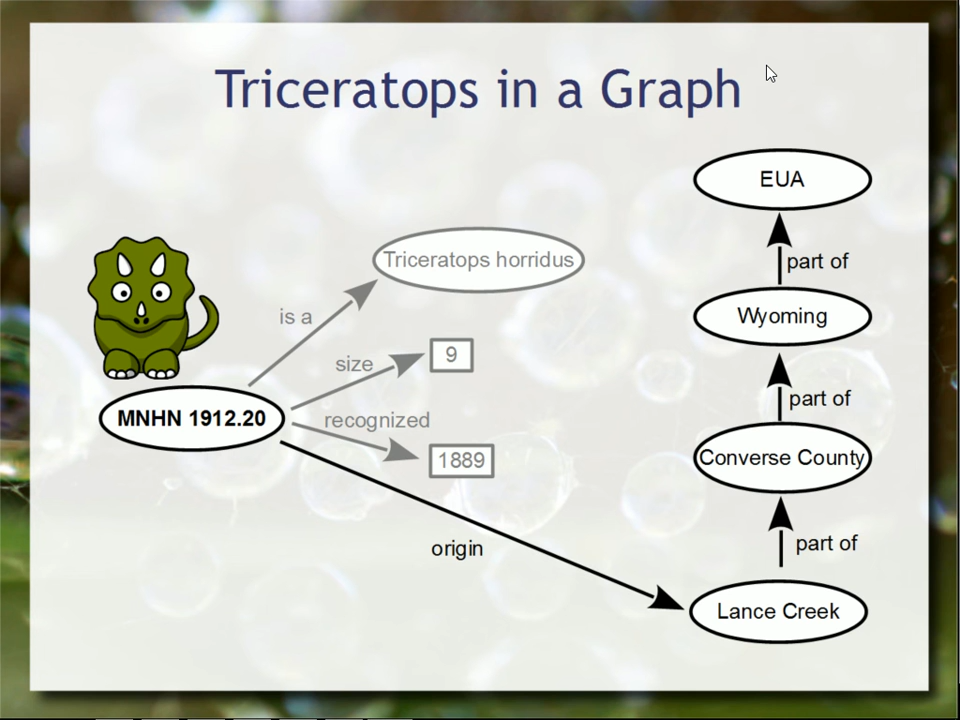 Triceratops in a Graph
EUA
part of
Triceratops horridus
is a
Wyoming
size
9
part of
MNHN 1912.20
recognized
1889
Converse County
part of
origin
Lance Creek